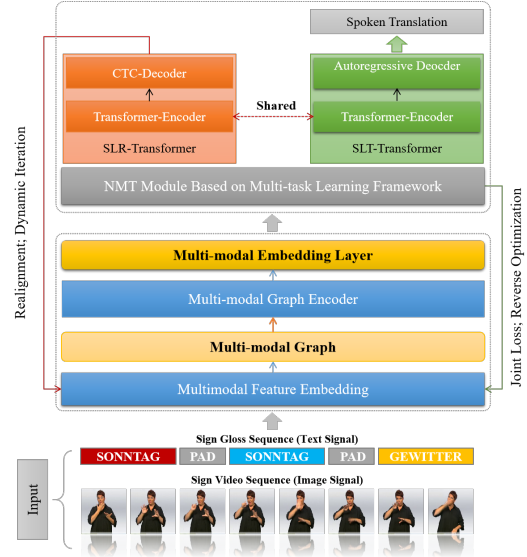 Spoken Translation
CTC-Decoder
Autoregressive Deocder
Transformer-Encoder
Shared
Transformer-Encoder
SLR-Transformer
SLT-Transformer
NMT Module Based on Multi-task Learning Framework
Realignment; Dynamic Iteration
Joint Loss; Reverse Optimization
Multi-modal Embedding Layer
Multi-modal Graph Encoder
Multi-modal Graph
Multimodal Feature Embedding
Sign Gloss Sequence (Text Signal)
SONNTAG PAD SONNTAG PAD GEWITTER
Input
Sign Video Sequence (Image Signal)